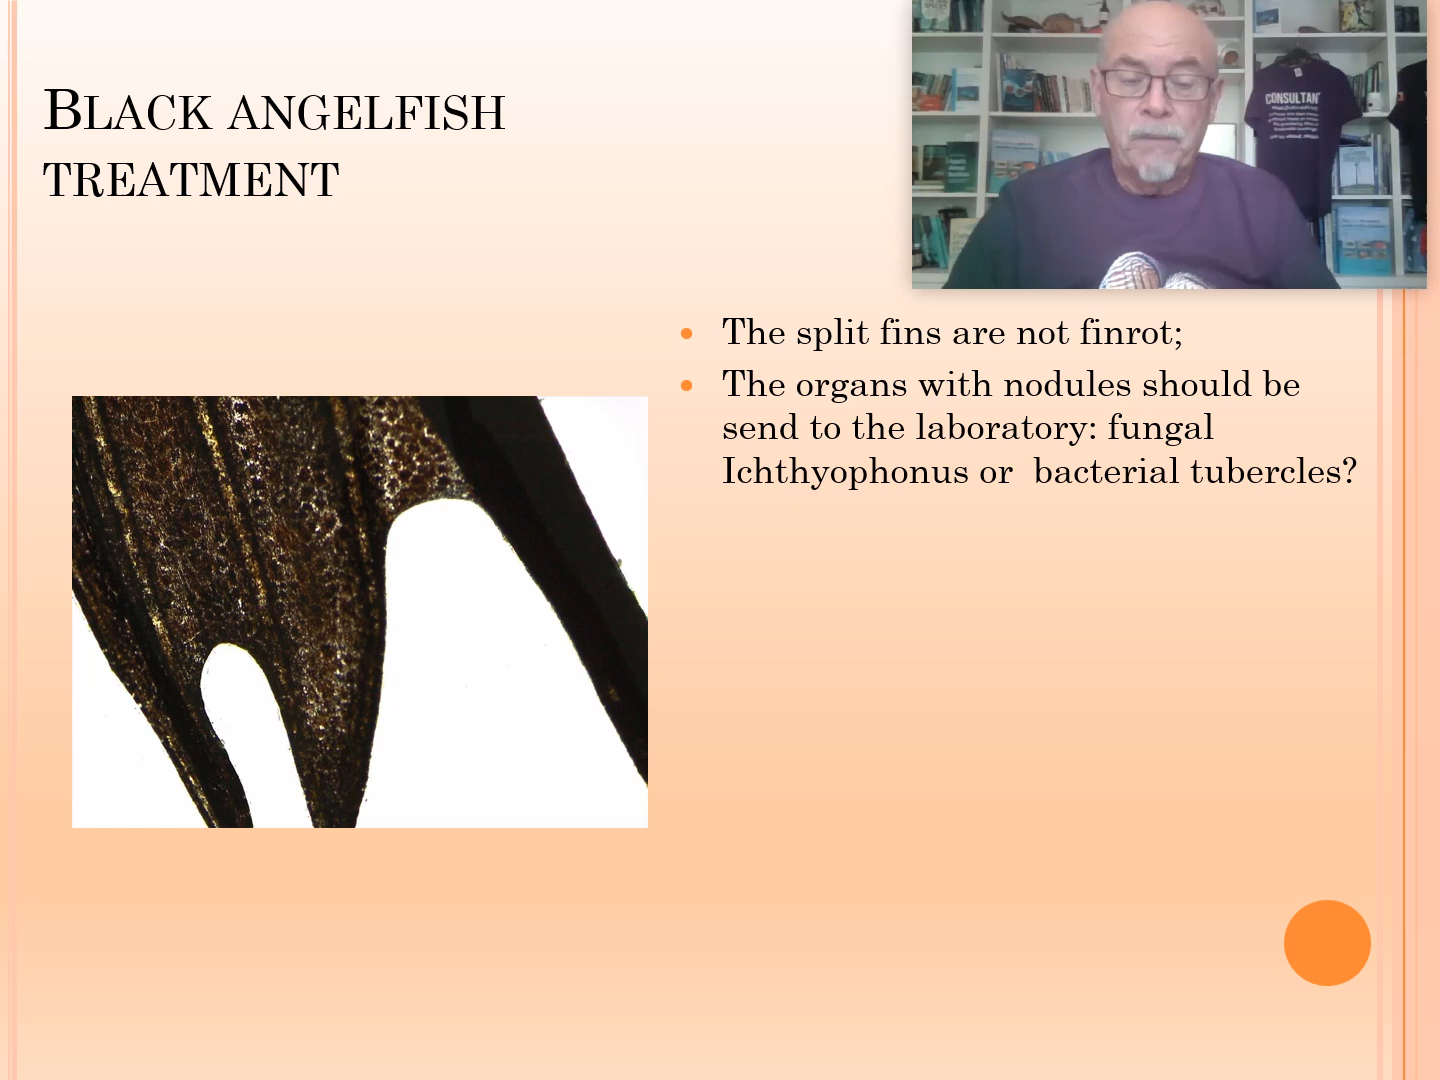 BLACK ANGELFISH
TREATMENT
CONSULTANT
The split fins are not finrot;
The organs with nodules should be
send to the laboratory: fungal
Ichthyophonus or bacterial tubercles?